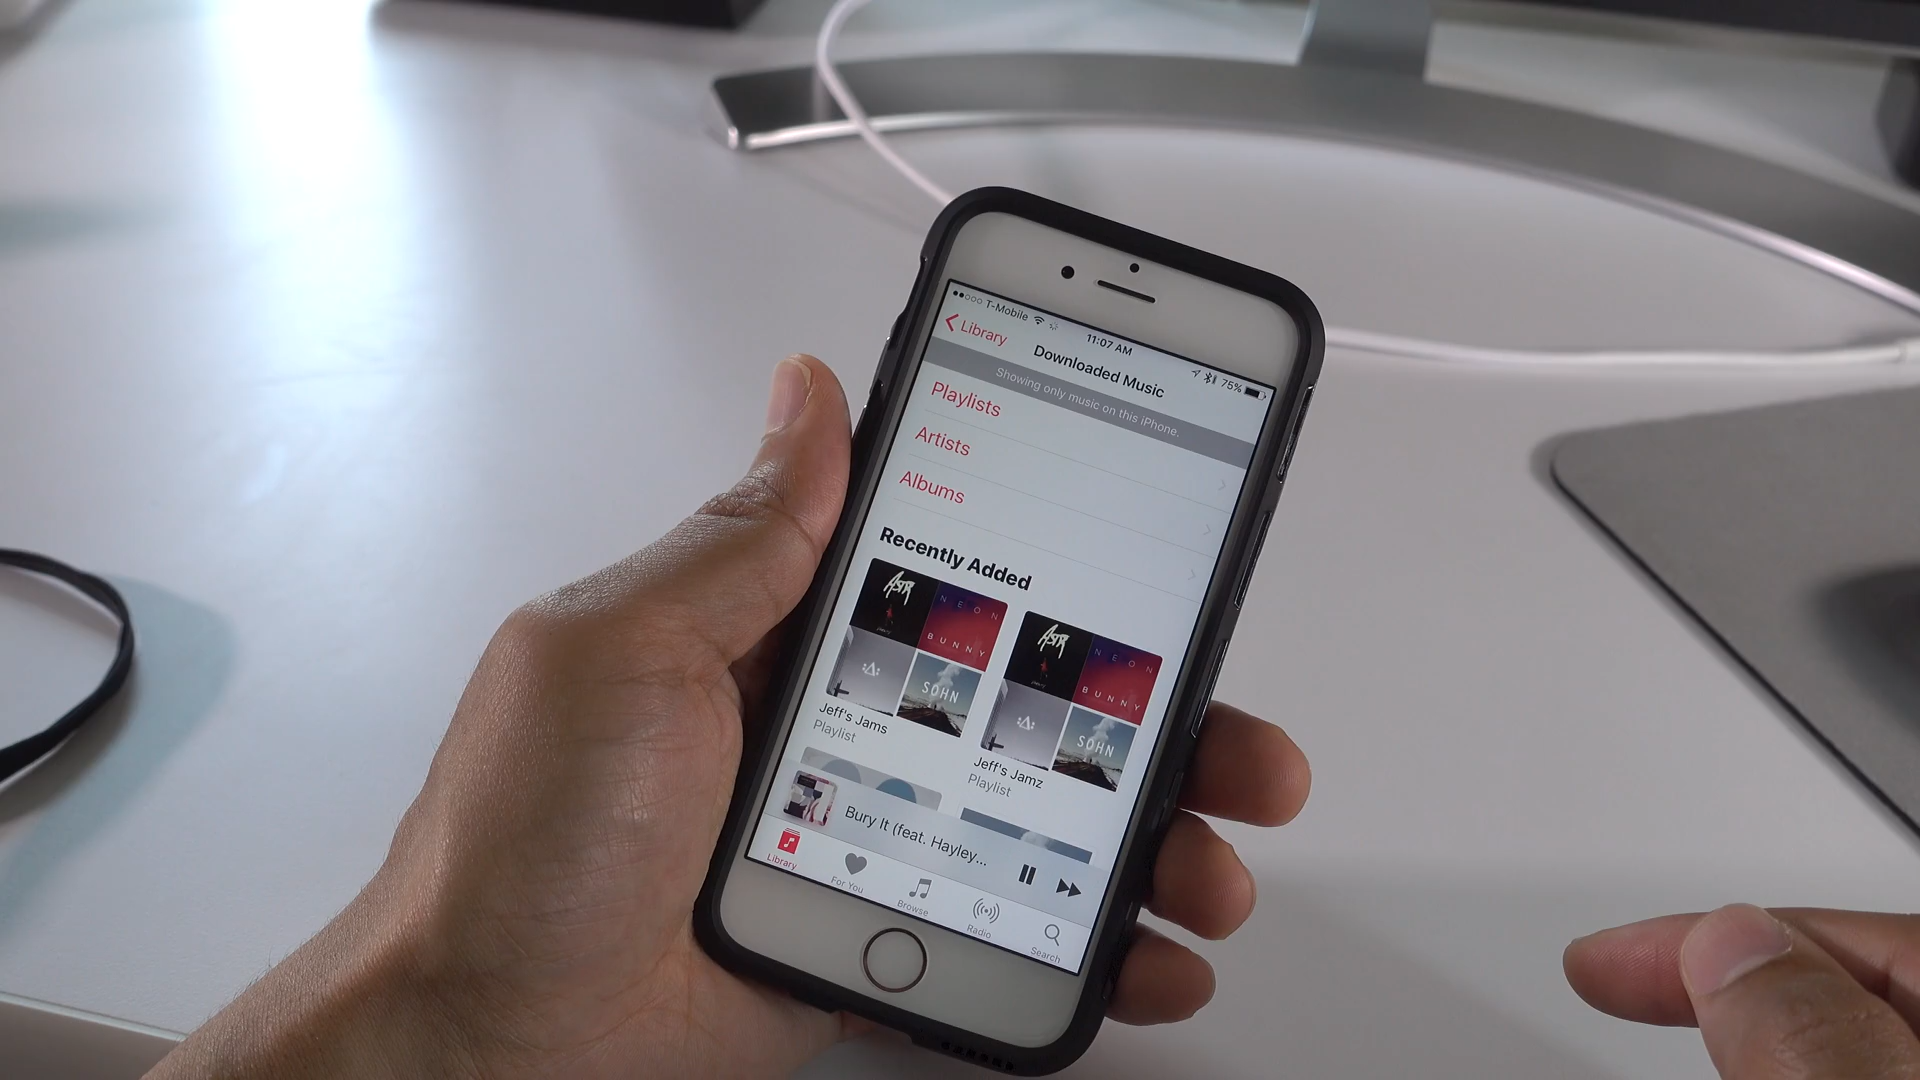 T-Mobile
11:07 AM
75%
Library
Downloaded Music
Showing only music on this iPhone.
Playlists
Artists
Albums
Recently Added
NEON
BUNNY
SOHN
Jeff's Jams
Playlist
NEON
BUNNY
SOHN
Jeff's Jamz
Playlist
Bury It (feat. Hayley...
Library
For You
Browse
Radio
Search